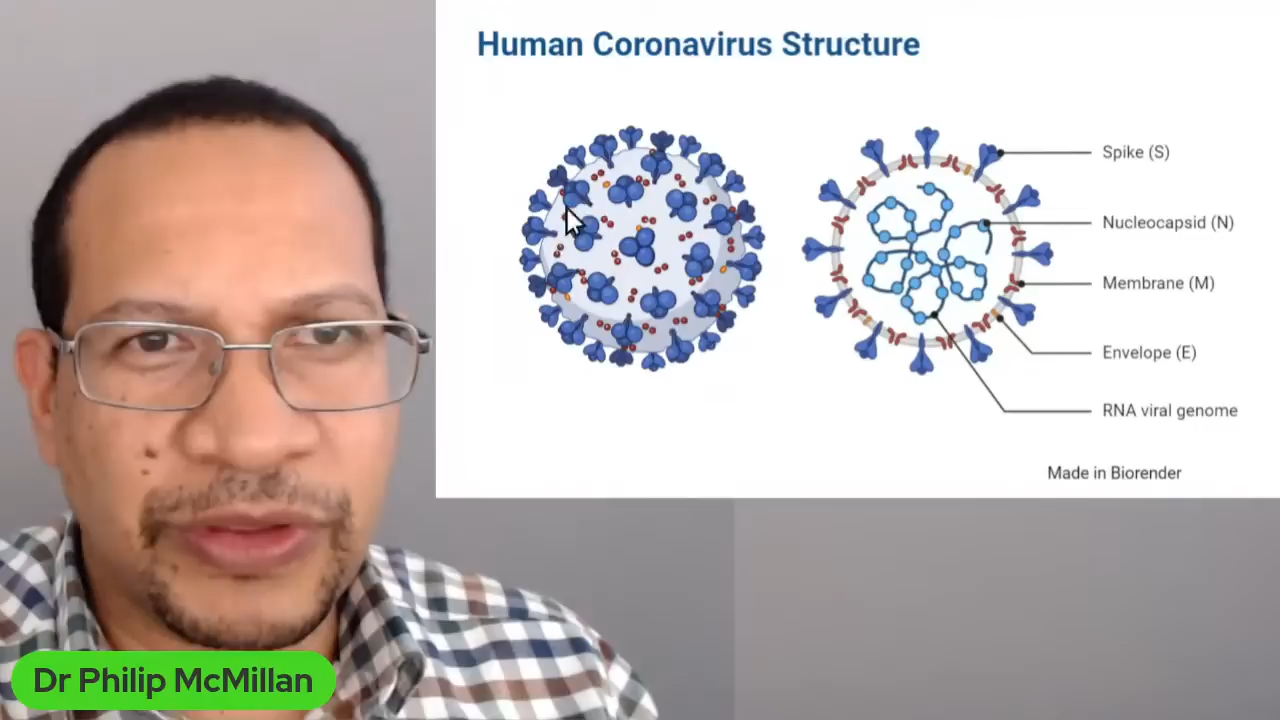 Human Coronavirus Structure
Spike (S)
Nucleocapsid (N)
Membrane (M)
Envelope (E)
RNA viral genome
Made in Biorender
Dr Philip McMillan